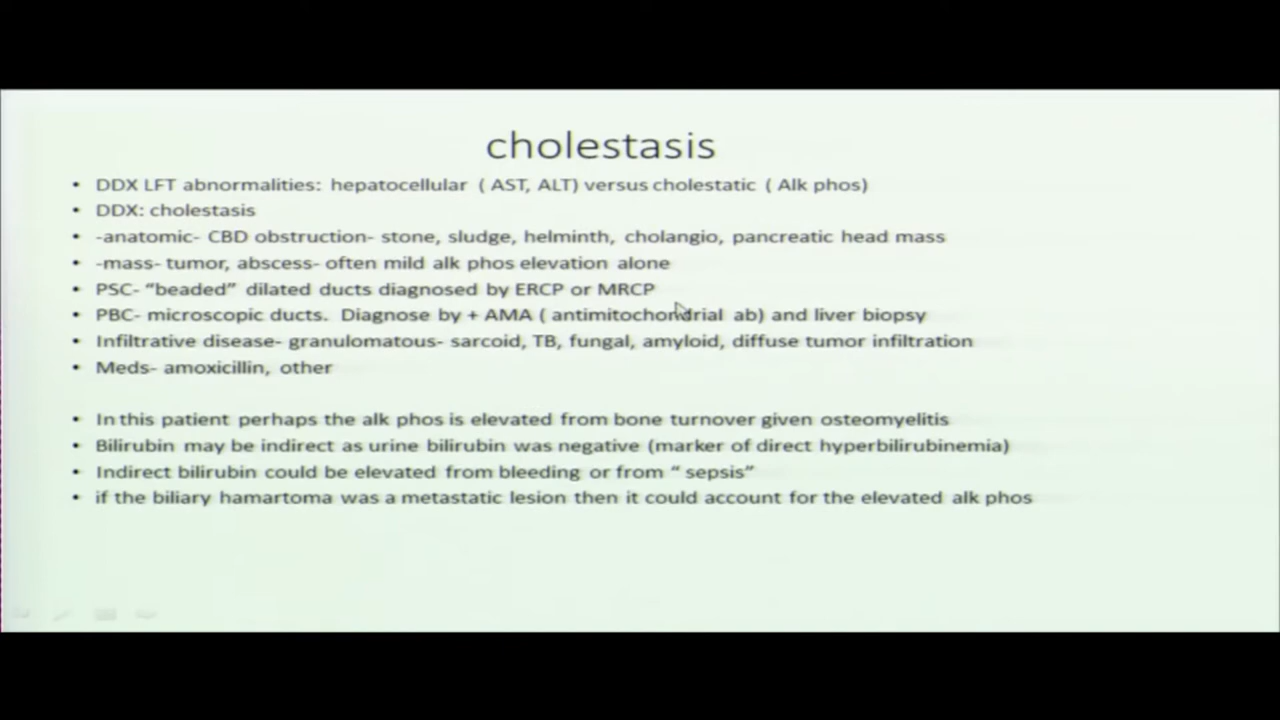 cholestasis
• DDX LFT abnormalities: hepatocellular ( AST, ALT) versus cholestatic ( Alk phos)
• DDX: cholestasis
• -anatomic- CBD obstruction- stone, sludge, helminth, cholangio, pancreatic head mass
• -mass- tumor, abscess- often mild alk phos elevation alone
• PSC- “beaded” dilated ducts diagnosed by ERCP or MRCP
• PBC- microscopic ducts. Diagnose by + AMA ( antimitochondrial ab) and liver biopsy
• Infiltrative disease- granulomatous- sarcoid, TB, fungal, amyloid, diffuse tumor infiltration
• Meds- amoxicillin, other
• In this patient perhaps the alk phos is elevated from bone turnover given osteomyelitis
• Bilirubin may be indirect as urine bilirubin was negative (marker of direct hyperbilirubinemia)
• Indirect bilirubin could be elevated from bleeding or from “ sepsis”
• if the biliary hamartoma was a metastatic lesion then it could account for the elevated alk phos